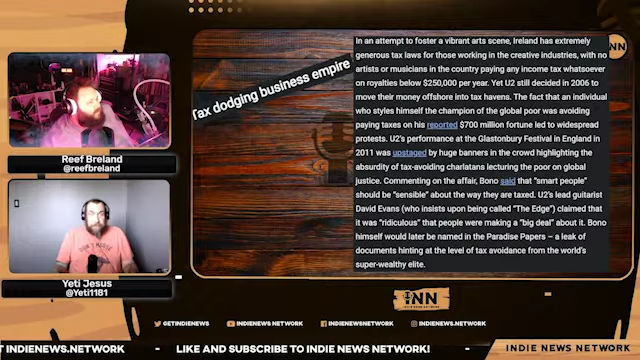 Tax dodging business empire
In an attempt to foster a vibrant arts scene, Ireland has extremely
generous tax laws for those working in the creative industries, with no
artists or musicians in the country paying any income tax whatsoever
on royalties below $250,000 per year. Yet U2 still decided in 2006 to
move their money offshore into tax havens. The fact that an individual
who styles himself the champion of the global poor was avoiding
paying taxes on his reported $700 million fortune led to widespread
protests. U2's performance at the Glastonbury Festival in England in
2011 was upstaged by huge banners in the crowd highlighting the
absurdity of tax-avoiding charlatans lecturing the poor on global
justice. Commenting on the affair, Bono said that "smart people"
should be "sensible" about the way they are taxed. U2's lead guitarist
David Evans (who insists upon being called "The Edge") claimed that
it was "ridiculous" that people were making a "big deal" about it. Bono
himself would later be named in the Paradise Papers – a leak of
documents hinting at the level of tax avoidance from the world's
super-wealthy elite.
INN
Reef Breland
@reefbreland
Yeti Jesus
@Yeti1181
INN
INDIE NEWS NETWORK
GETINDIENEWS
INDIE NEWS NETWORK
INDIENEWS NETWORK
INDIENEWS.NETWORK
T INDIENEWS.NETWORK - LIKE AND SUBSCRIBE TO INDIE NEWS NETWORK! -
INDIE NEWS NETWORK